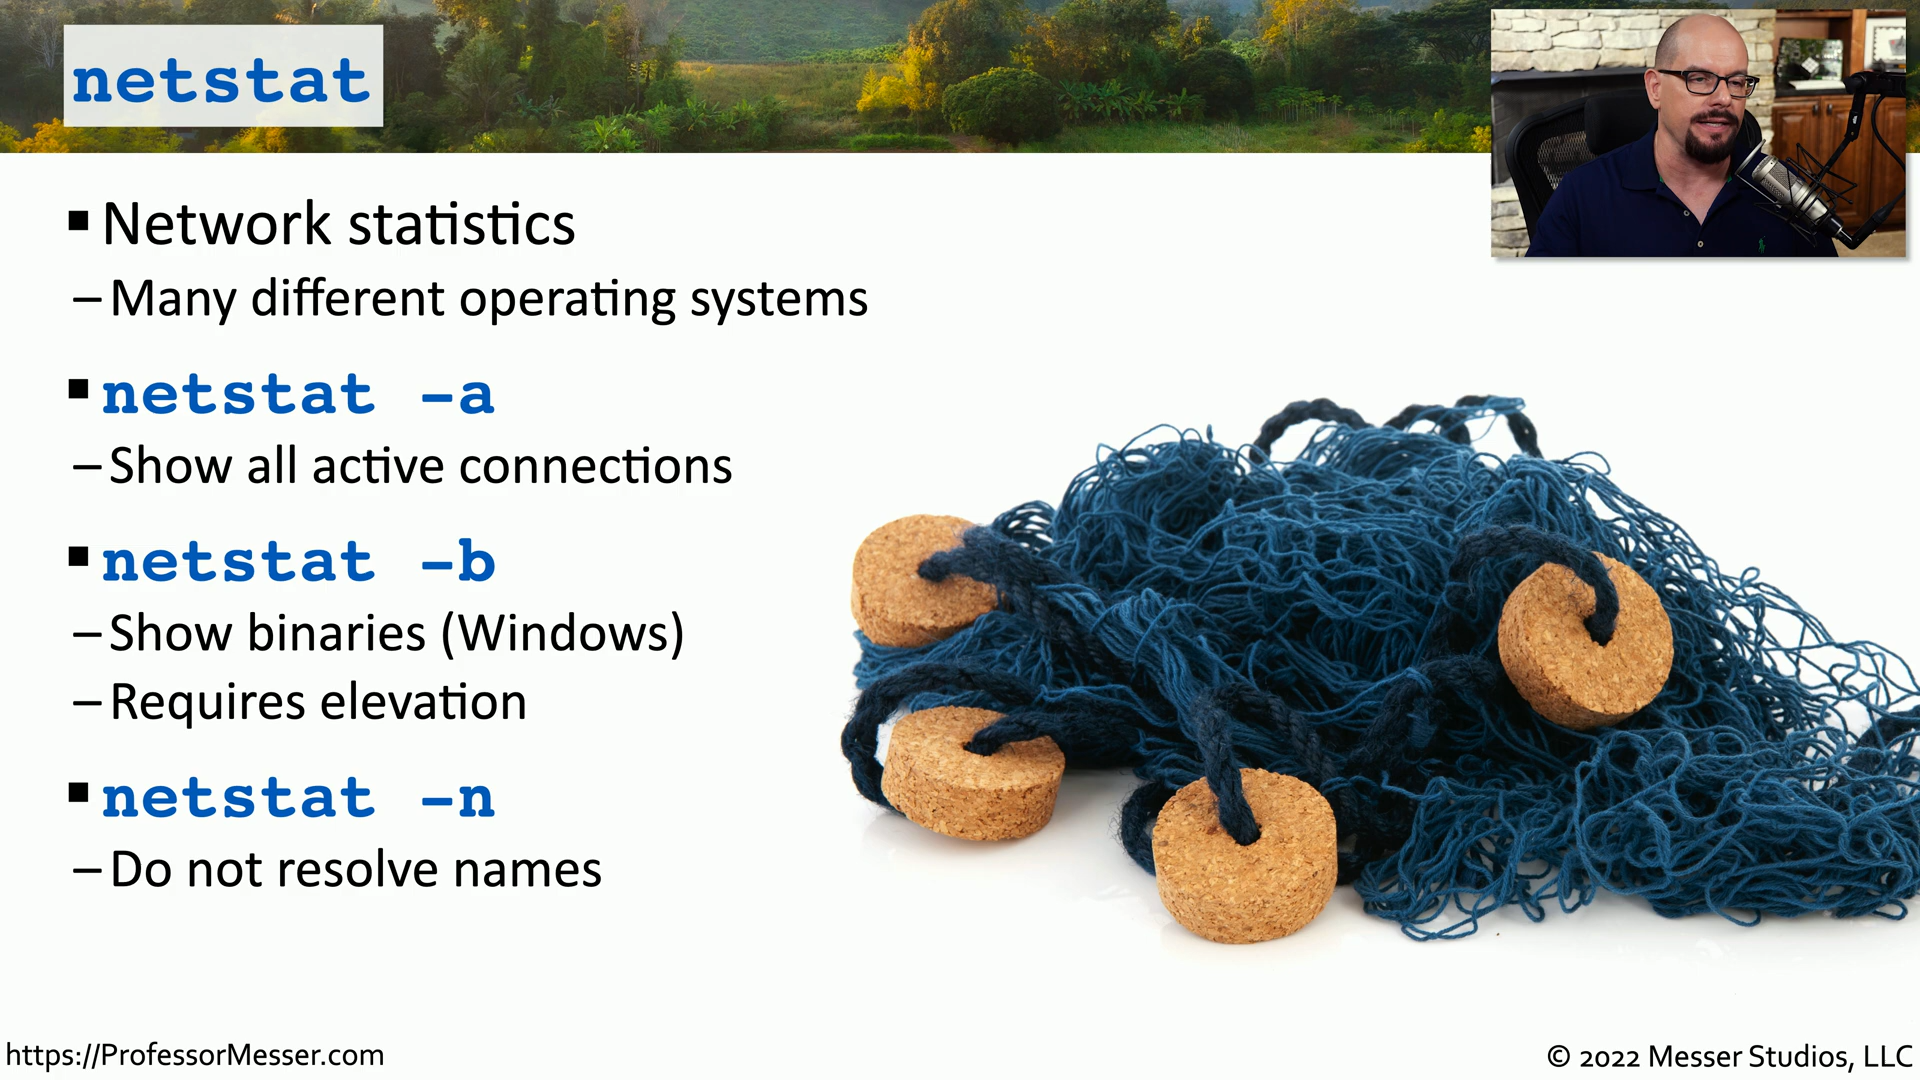 netstat
▪ Network statistics
– Many different operating systems
▪ netstat –a
– Show all active connections
▪ netstat –b
– Show binaries (Windows)
– Requires elevation
▪ netstat –n
– Do not resolve names
https://ProfessorMesser.com
© 2022 Messer Studios, LLC